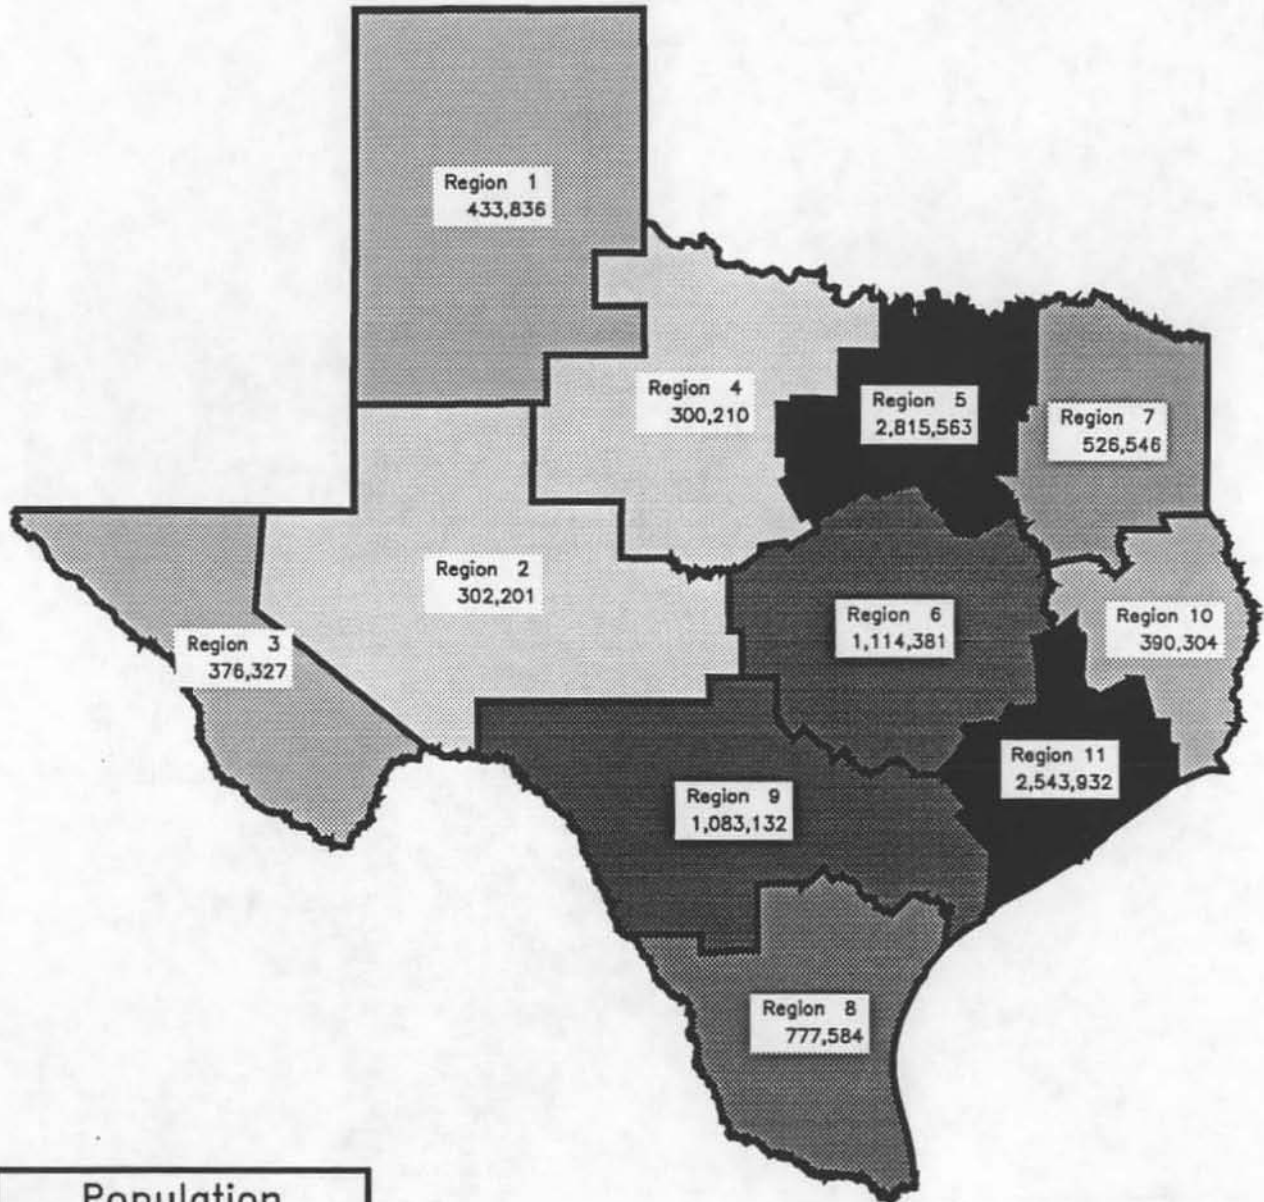 Region 1
433,836
Region 4
300,210
Region 5
2,815,563
Region 7
526,546
Region 2
302,201
Region 3
376,327
Region 6
1,114,381
Region 10
390,304
Region 11
2,543,932
Region 9
1,083,132
Region 8
777,584
Population